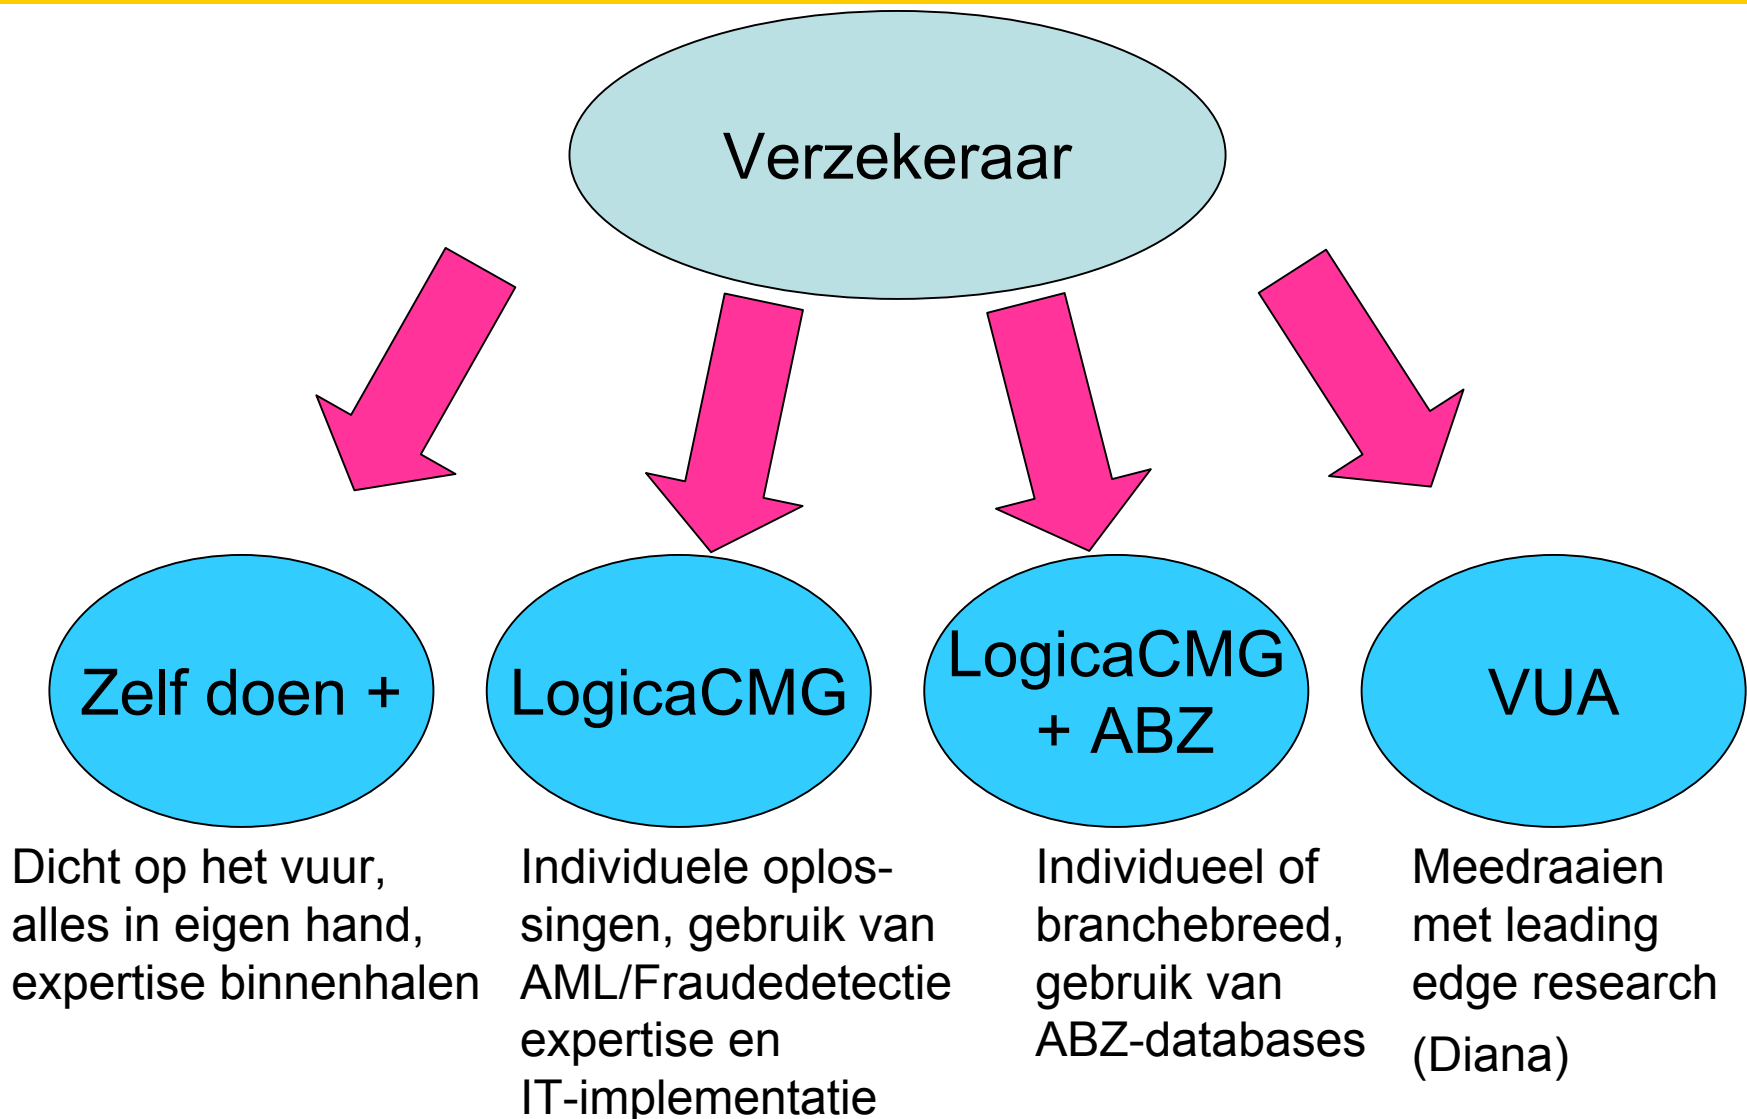 Verzekeraar
Zelf doen +
LogicaCMG
LogicaCMG
+ ABZ
VUA
Dicht op het vuur,
alles in eigen hand,
expertise binnenhalen
Individuele oplos-
singen, gebruik van
AML/Fraudedetectie
expertise en
IT-implementatie
Individueel of
branchebreed,
gebruik van
ABZ-databases
Meedraaien
met leading
edge research
(Diana)